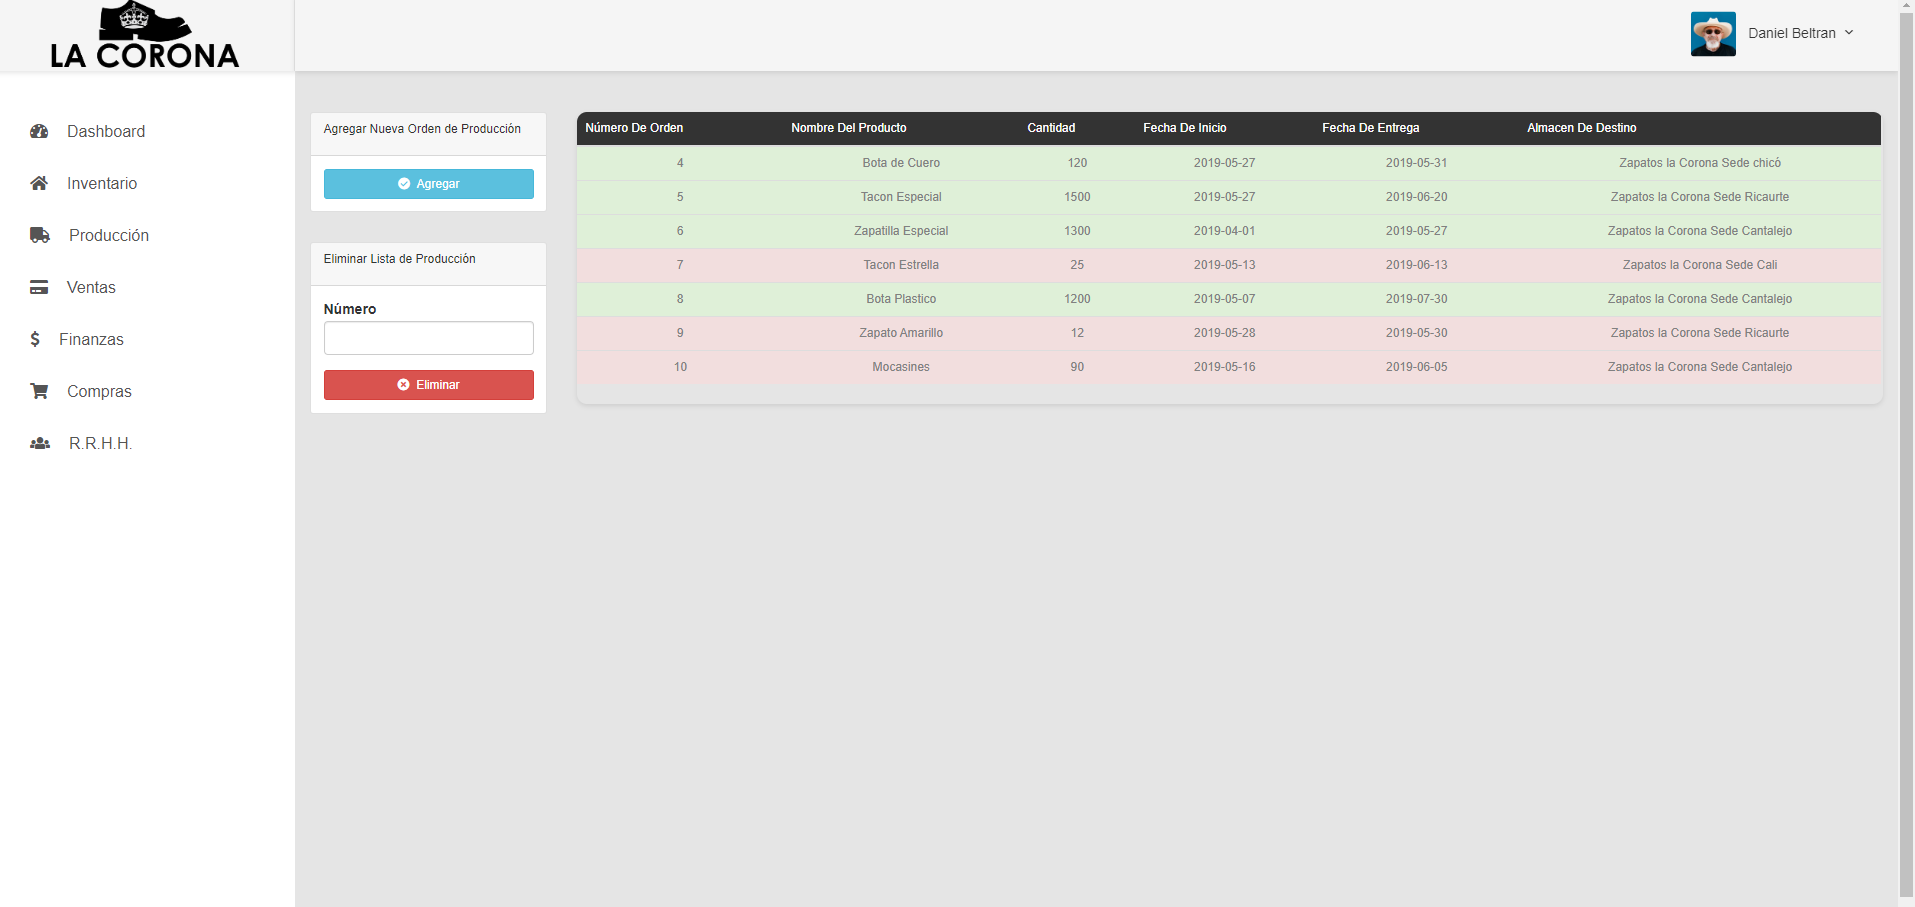 LA CORONA
Daniel Beltran
Dashboard
Inventario
Producción
Ventas
Finanzas
Compras
R.R.H.H.
Agregar Nueva Orden de Producción
Agregar
Eliminar Lista de Producción
Número
Eliminar
Número De Orden Nombre Del Producto Cantidad Fecha De Inicio Fecha De Entrega Almacen De Destino
4 Bota de Cuero 120 2019-05-27 2019-05-31 Zapatos la Corona Sede chicó
5 Tacon Especial 1500 2019-05-27 2019-06-20 Zapatos la Corona Sede Ricaurte
6 Zapatilla Especial 1300 2019-04-01 2019-05-27 Zapatos la Corona Sede Cantalejo
7 Tacon Estrella 25 2019-05-13 2019-06-13 Zapatos la Corona Sede Cali
8 Bota Plastico 1200 2019-05-07 2019-07-30 Zapatos la Corona Sede Cantalejo
9 Zapato Amarillo 12 2019-05-28 2019-05-30 Zapatos la Corona Sede Ricaurte
10 Mocasines 90 2019-05-16 2019-06-05 Zapatos la Corona Sede Cantalejo